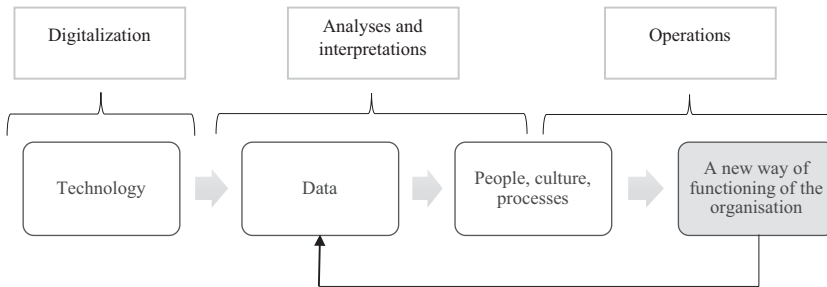 Digitalization
Analyses and
interpretations
Operations
Technology
Data
People, culture,
processes
A new way of
functioning of the
organisation